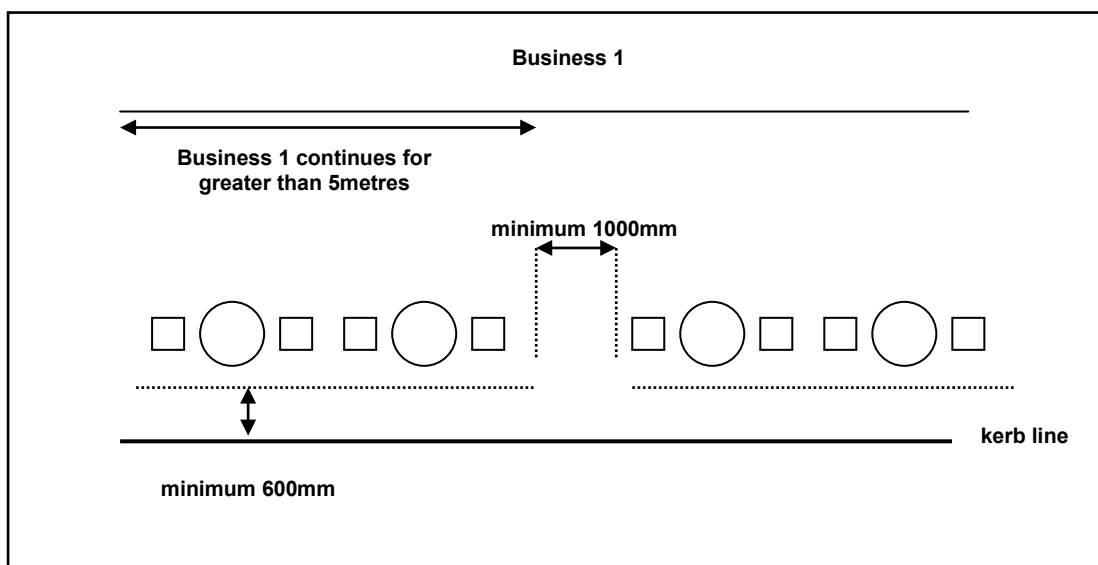 Business 1
Business 1 continues for
greater than 5metres
minimum 1000mm
kerb line
minimum 600mm